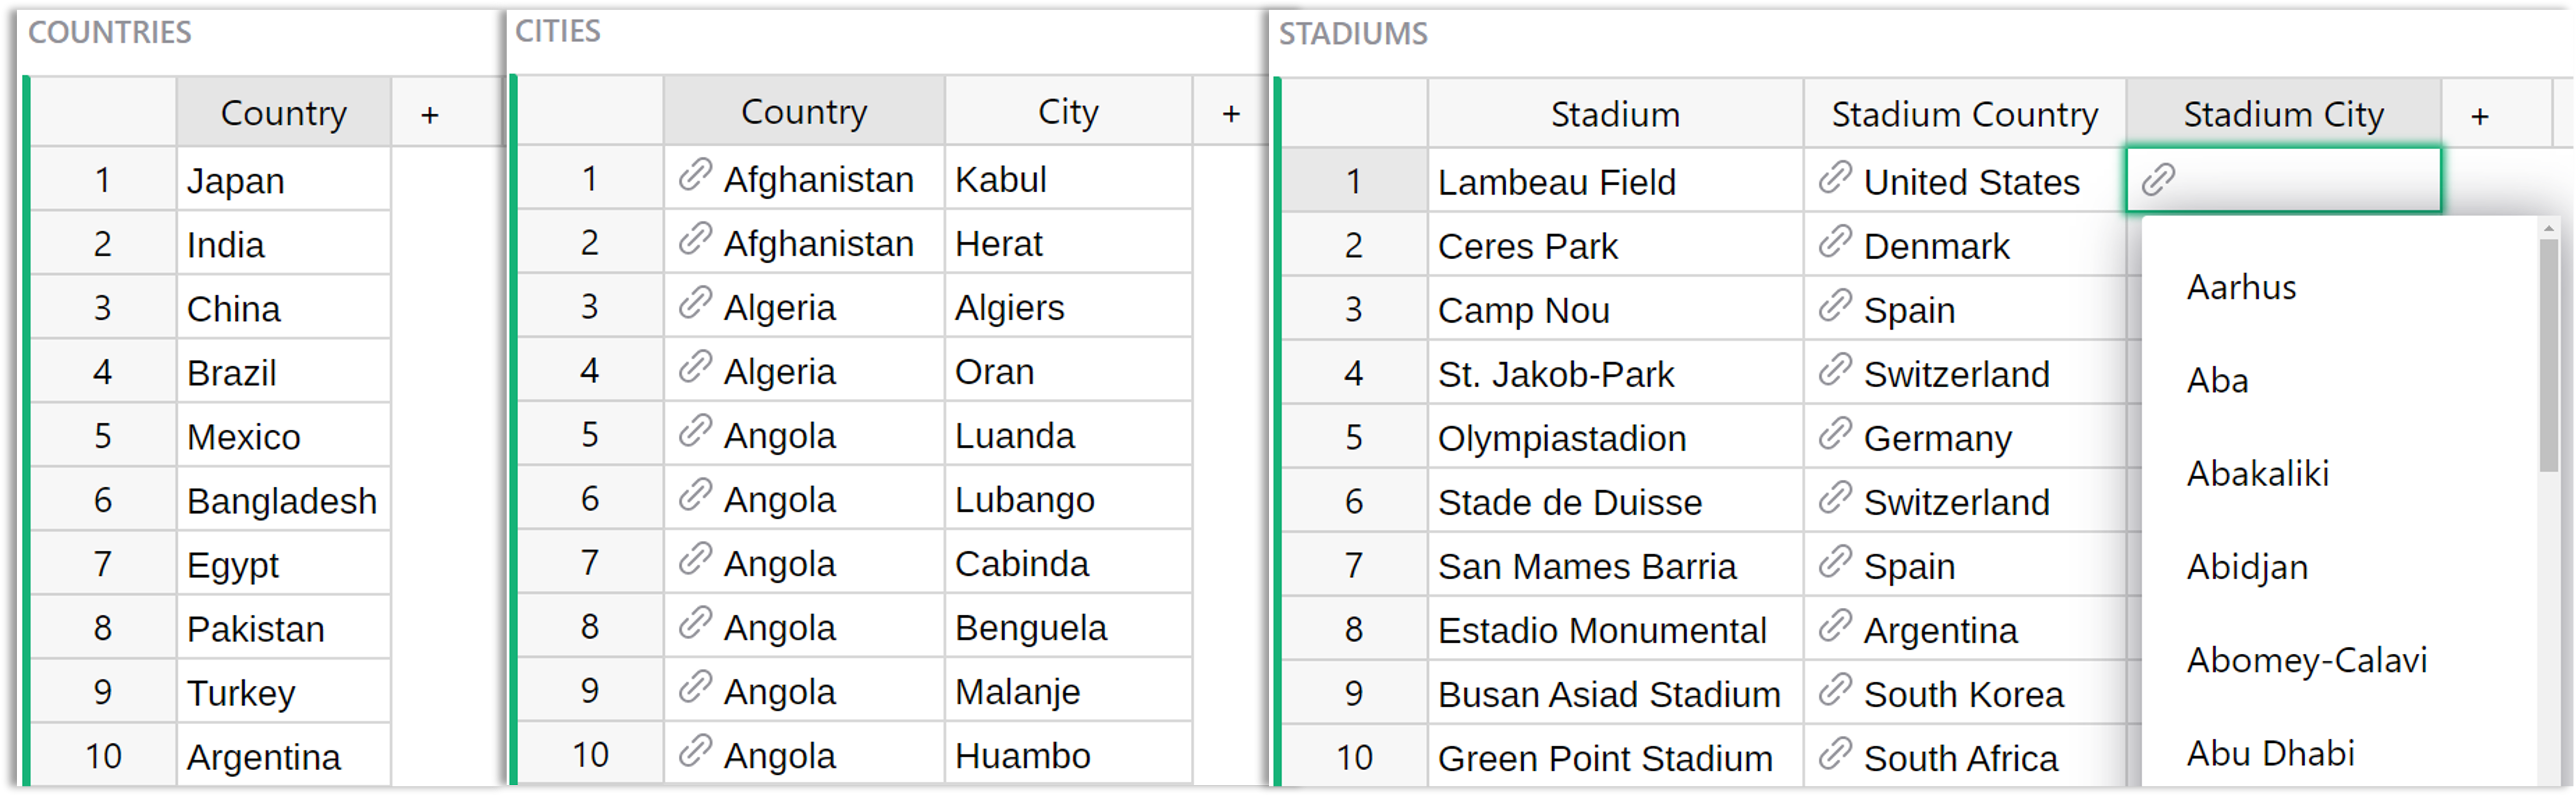 COUNTRIES
Country +
1 Japan
2 India
3 China
4 Brazil
5 Mexico
6 Bangladesh
7 Egypt
8 Pakistan
9 Turkey
10 Argentina
CITIES
Country City +
1 Afghanistan Kabul
2 Afghanistan Herat
3 Algeria Algiers
4 Algeria Oran
5 Angola Luanda
6 Angola Lubango
7 Angola Cabinda
8 Angola Benguela
9 Angola Malanje
10 Angola Huambo
STADIUMS
Stadium Stadium Country Stadium City +
1 Lambeau Field United States
2 Ceres Park Denmark
3 Camp Nou Spain
4 St. Jakob-Park Switzerland
5 Olympiastadion Germany
6 Stade de Duisse Switzerland
7 San Mames Barria Spain
8 Estadio Monumental Argentina
9 Busan Asiad Stadium South Korea
10 Green Point Stadium South Africa
Aarhus
Aba
Abakaliki
Abidjan
Abomey-Calavi
Abu Dhabi